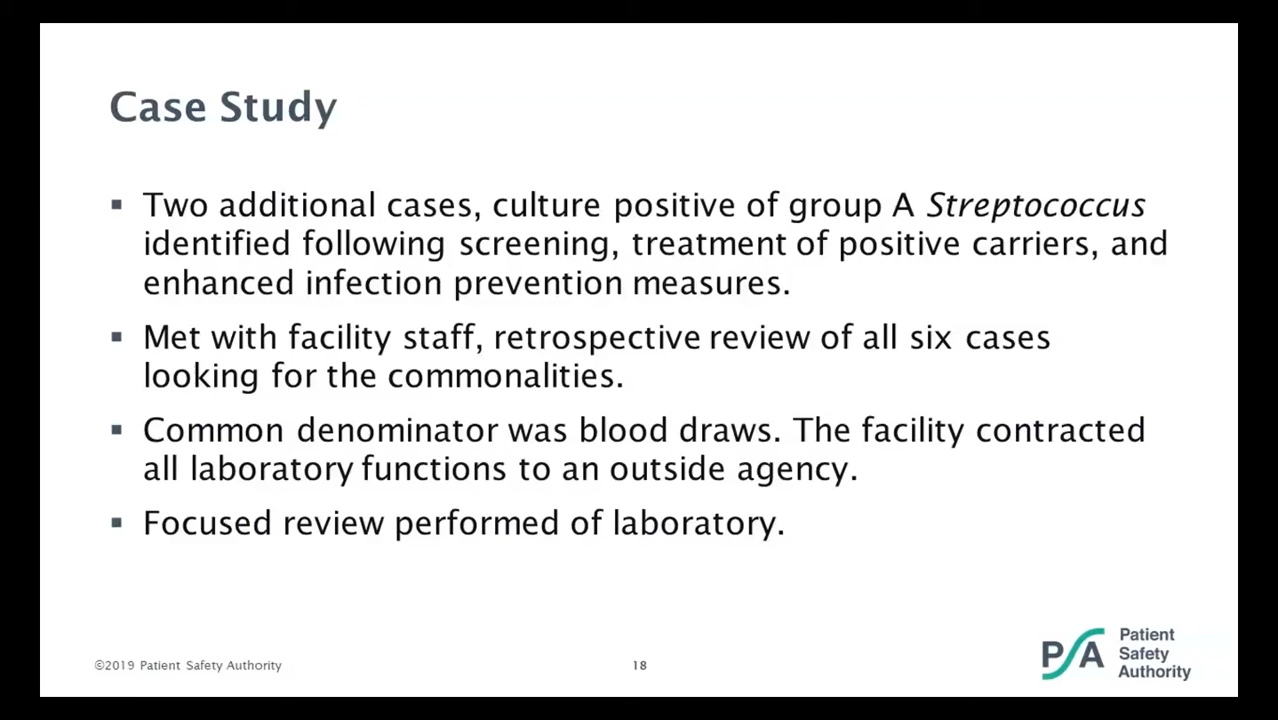 Case Study
▪ Two additional cases, culture positive of group A Streptococcus
identified following screening, treatment of positive carriers, and
enhanced infection prevention measures.
▪ Met with facility staff, retrospective review of all six cases
looking for the commonalities.
▪ Common denominator was blood draws. The facility contracted
all laboratory functions to an outside agency.
▪ Focused review performed of laboratory.
©2019 Patient Safety Authority
18
PSA
Patient
Safety
Authority